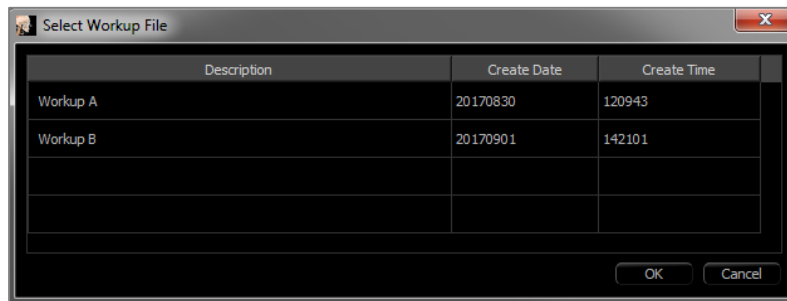 Select Workup File
Description Create Date Create Time
Workup A 20170830 120943
Workup B 20170901 142101
OK Cancel